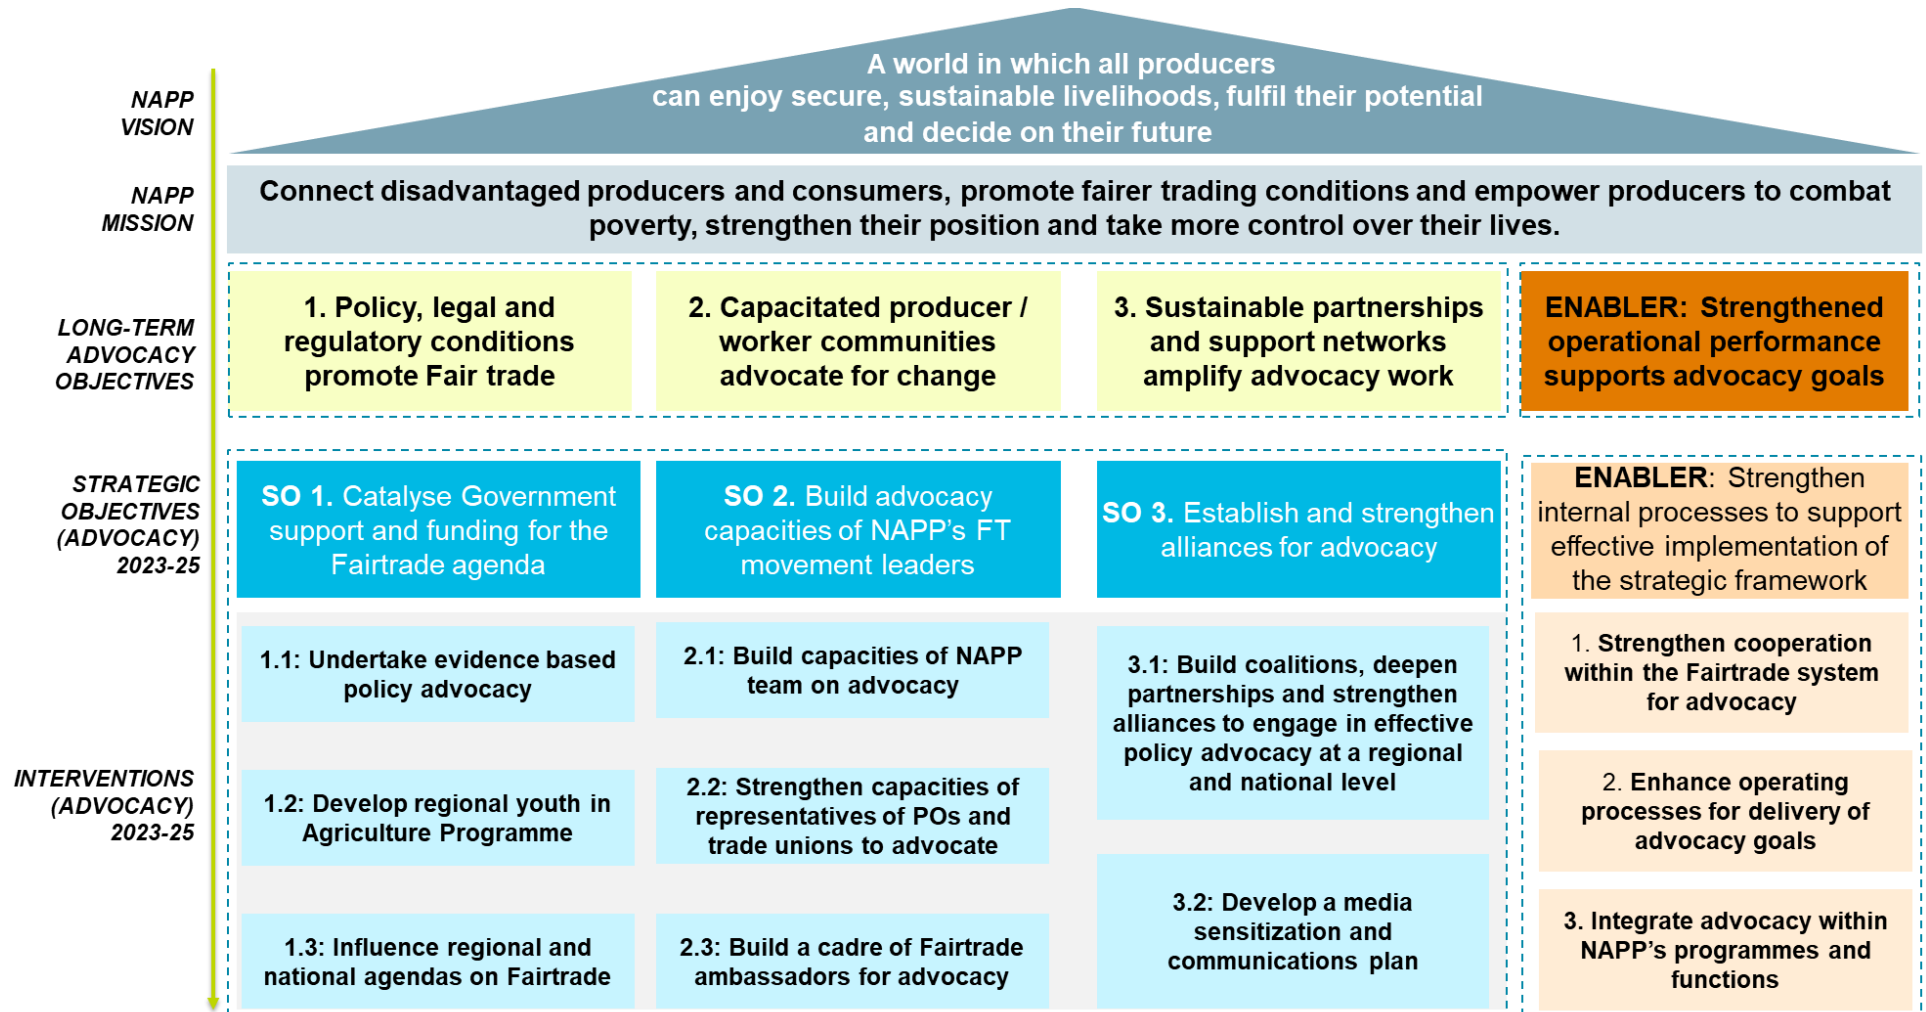 NAPP
VISION
A world in which all producers
can enjoy secure, sustainable livelihoods, fulfil their potential
and decide on their future
NAPP
MISSION
Connect disadvantaged producers and consumers, promote fairer trading conditions and empower producers to combat
poverty, strengthen their position and take more control over their lives.
LONG-TERM
ADVOCACY
OBJECTIVES
1. Policy, legal and
regulatory conditions
promote Fair trade
2. Capacitated producer /
worker communities
advocate for change
3. Sustainable partnerships
and support networks
amplify advocacy work
ENABLER: Strengthened
operational performance
supports advocacy goals
STRATEGIC
OBJECTIVES
(ADVOCACY)
2023-25
SO 1. Catalyse Government
support and funding for the
Fairtrade agenda
SO 2. Build advocacy
capacities of NAPP’s FT
movement leaders
SO 3. Establish and strengthen
alliances for advocacy
ENABLER: Strengthen
internal processes to support
effective implementation of
the strategic framework
INTERVENTIONS
(ADVOCACY)
2023-25
1.1: Undertake evidence based
policy advocacy
1.2: Develop regional youth in
Agriculture Programme
1.3: Influence regional and
national agendas on Fairtrade
2.1: Build capacities of NAPP
team on advocacy
2.2: Strengthen capacities of
representatives of POs and
trade unions to advocate
2.3: Build a cadre of Fairtrade
ambassadors for advocacy
3.1: Build coalitions, deepen
partnerships and strengthen
alliances to engage in effective
policy advocacy at a regional
and national level
3.2: Develop a media
sensitization and
communications plan
1. Strengthen cooperation
within the Fairtrade system
for advocacy
2. Enhance operating
processes for delivery of
advocacy goals
3. Integrate advocacy within
NAPP’s programmes and
functions